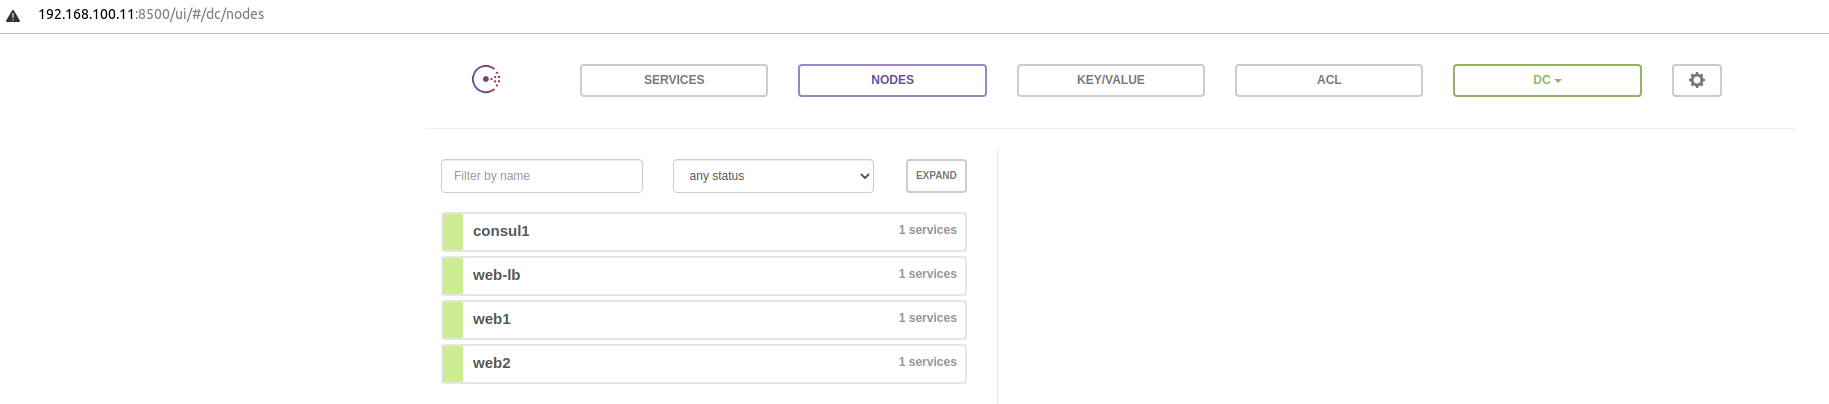 192.168.100.11:8500/ui/#/dc/nodes
SERVICES NODES KEY/VALUE ACL DC
Filter by name any status EXPAND
consul1 1 services
web-lb 1 services
web1 1 services
web2 1 services